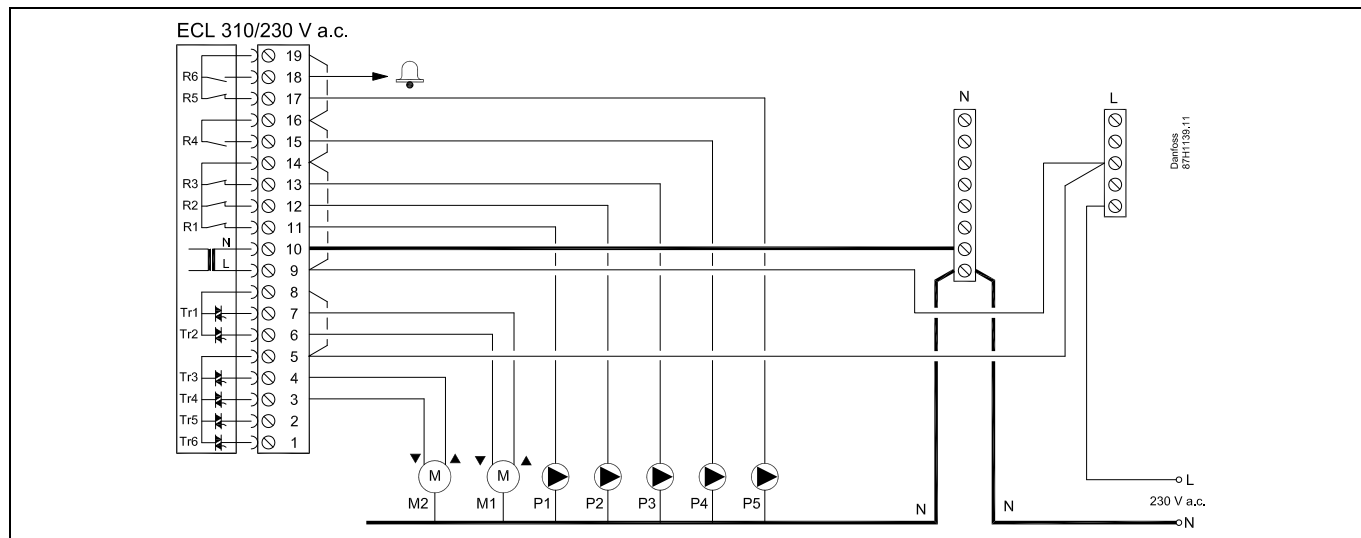 ECL 310/230 V a.c.
19
R6 18
R5 17
16
R4 15
14
R3 13
R2 12
R1 11
N 10
L 9
8
Tr1 7
Tr2 6
5
Tr3 4
Tr4 3
Tr5 2
Tr6 1
N
L
Danfoss
87H1139.11
M M
M2 M1 P1 P2 P3 P4 P5
N N
L
230 V a.c.
N